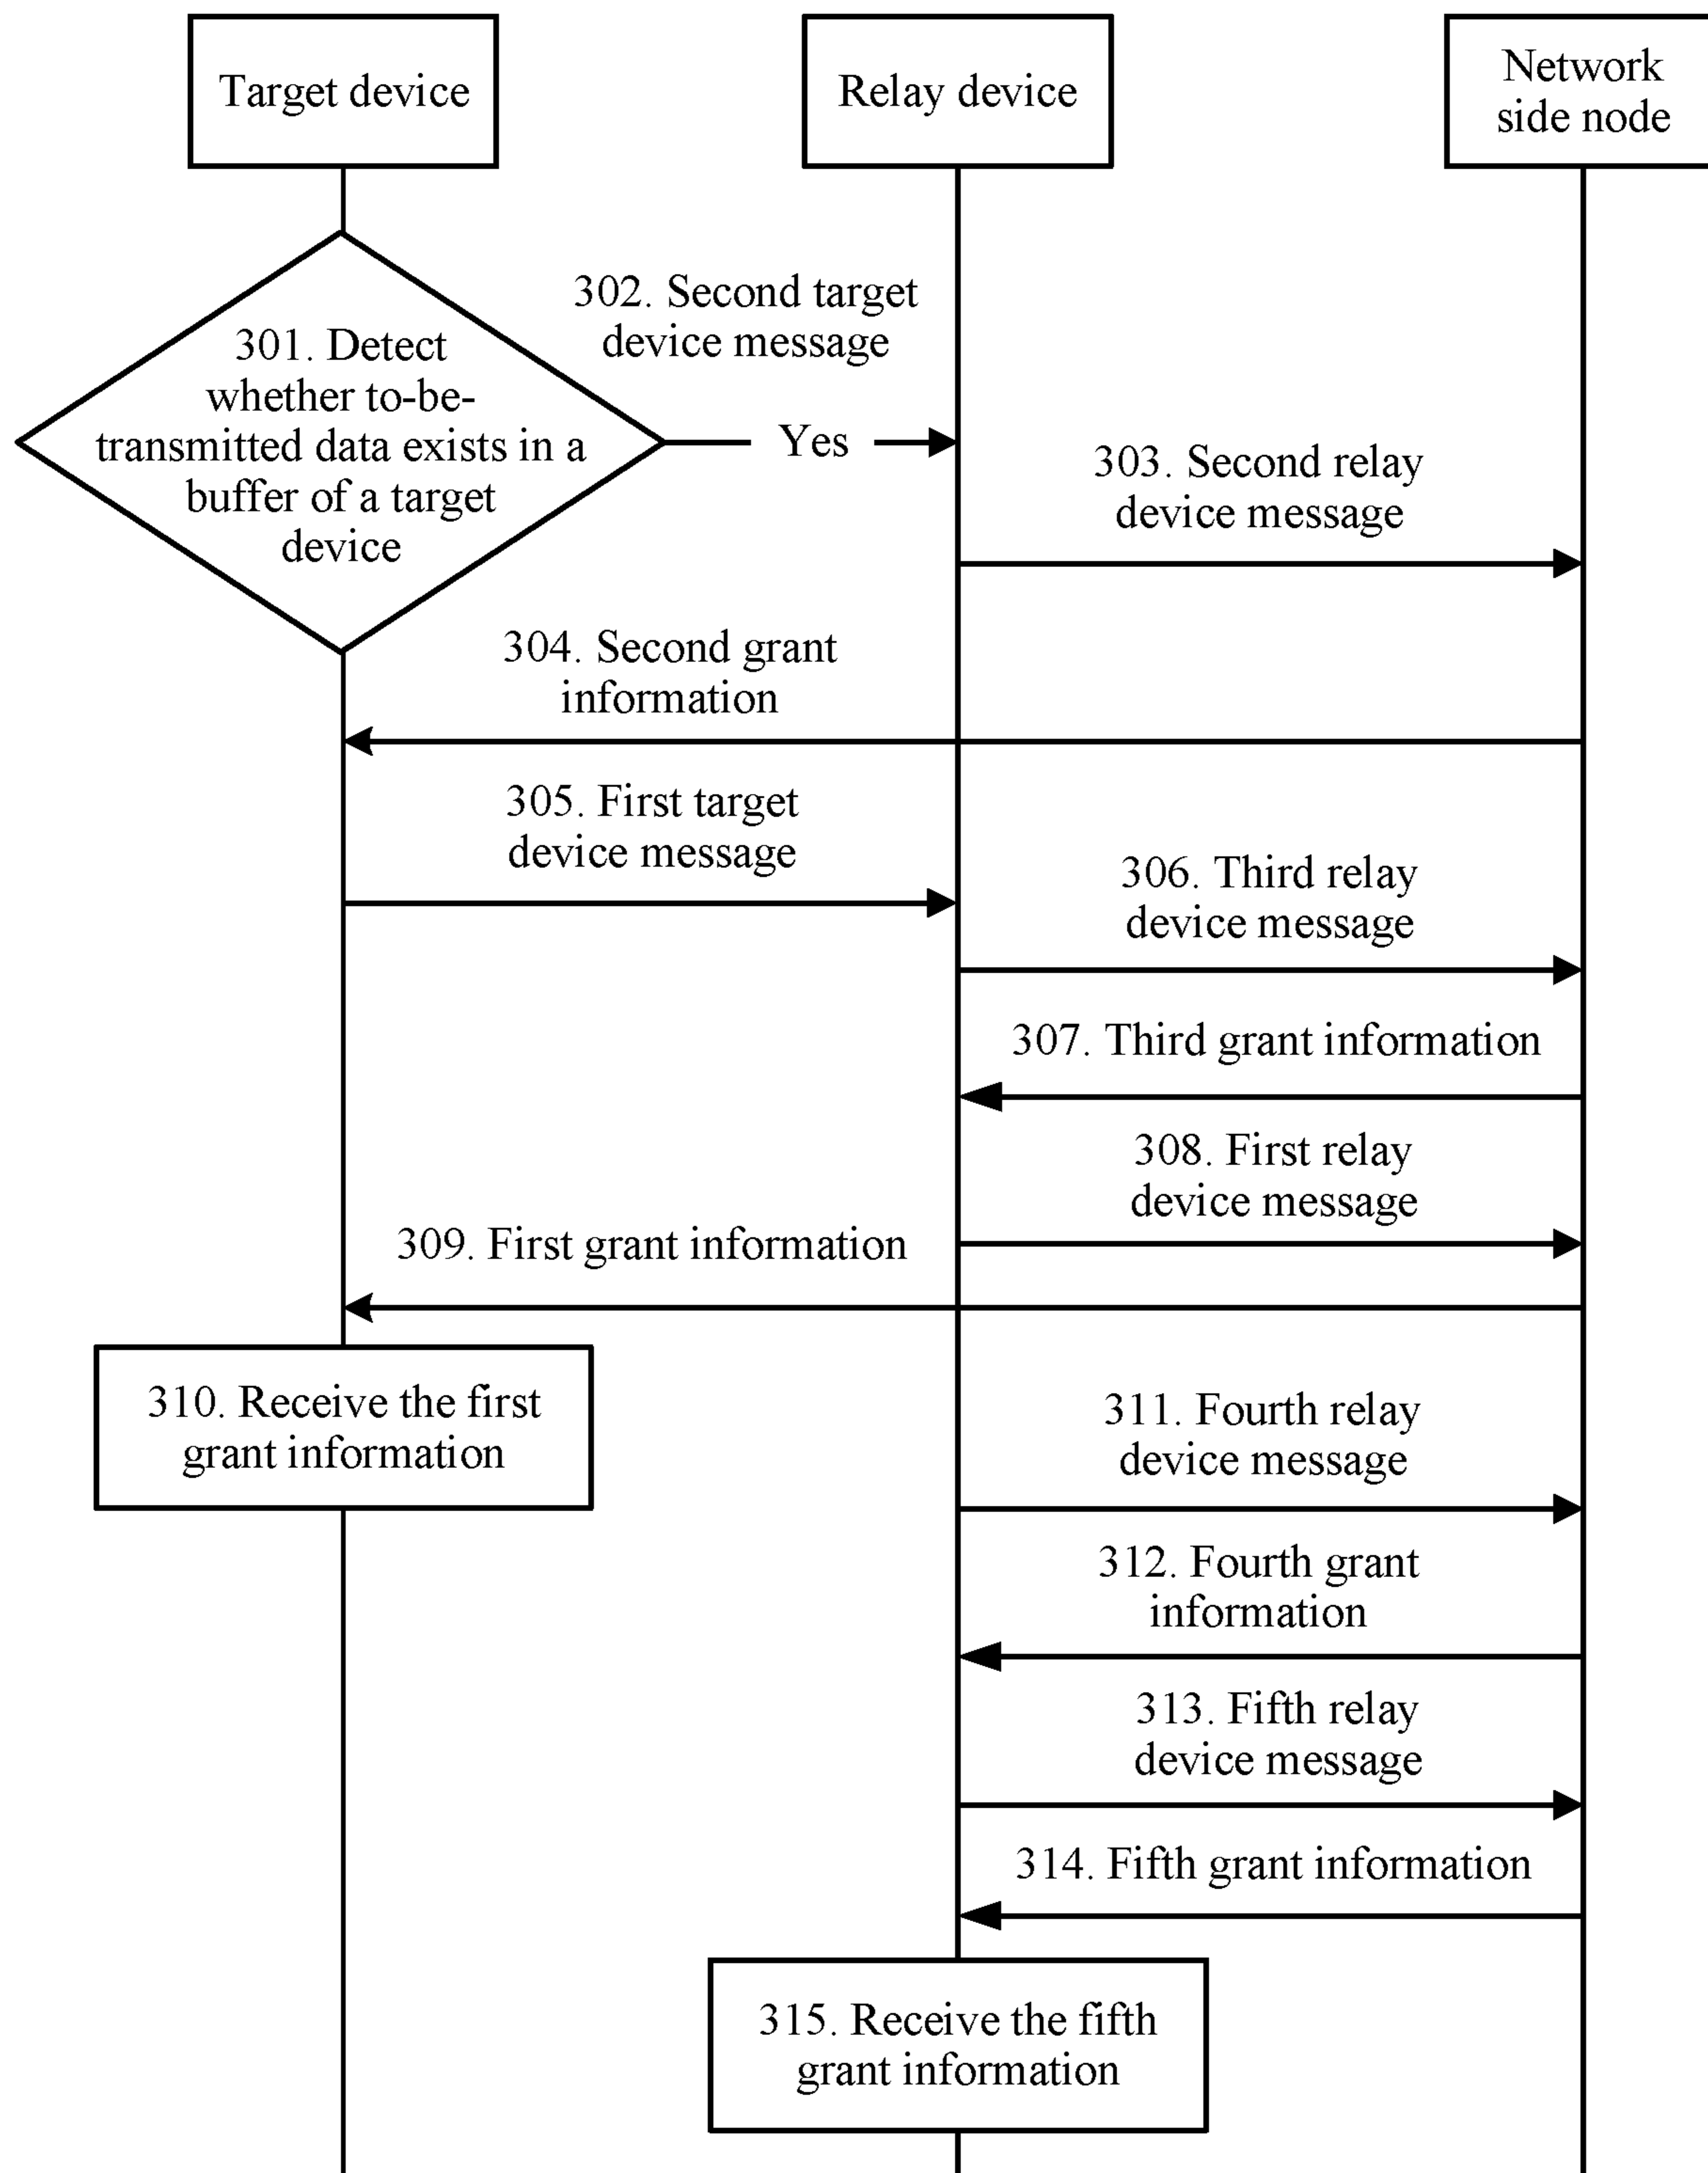 Target device
Relay device
Network
side node
301. Detect
whether to-be-
transmitted data exists in a
buffer of a target
device
302. Second target
device message
Yes
303. Second relay
device message
304. Second grant
information
305. First target
device message
306. Third relay
device message
307. Third grant information
308. First relay
device message
309. First grant information
310. Receive the first
grant information
311. Fourth relay
device message
312. Fourth grant
information
313. Fifth relay
device message
314. Fifth grant information
315. Receive the fifth
grant information